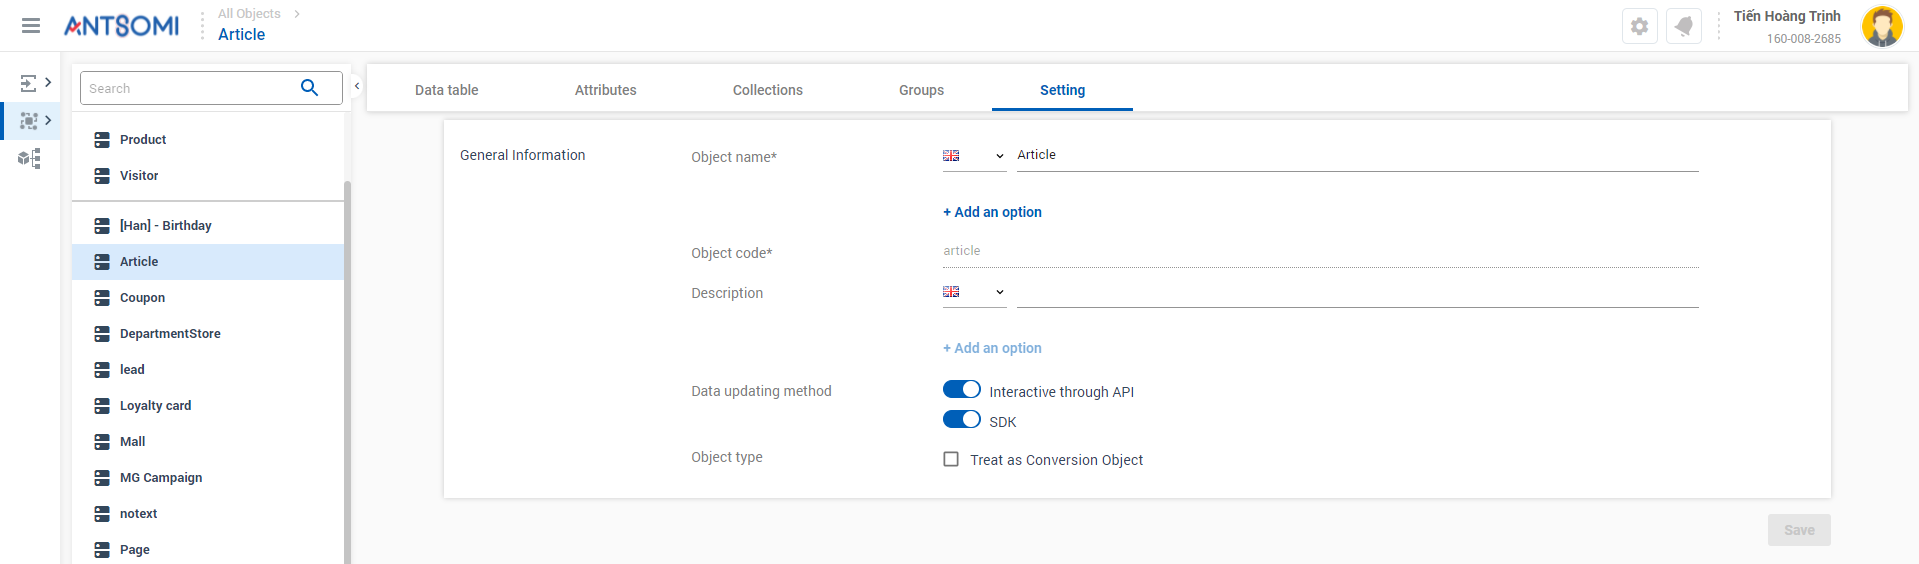 ANTSOMI
All Objects
Article
Tiến Hoàng Trịnh
160-008-2685
Search
Product
Visitor
[Han] - Birthday
Article
Coupon
DepartmentStore
lead
Loyalty card
Mall
MG Campaign
notext
Page
Data table Attributes Collections Groups Setting
General Information
Object name* Article
+ Add an option
Object code* article
Description
+ Add an option
Data updating method Interactive through API
SDK
Object type Treat as Conversion Object
Save